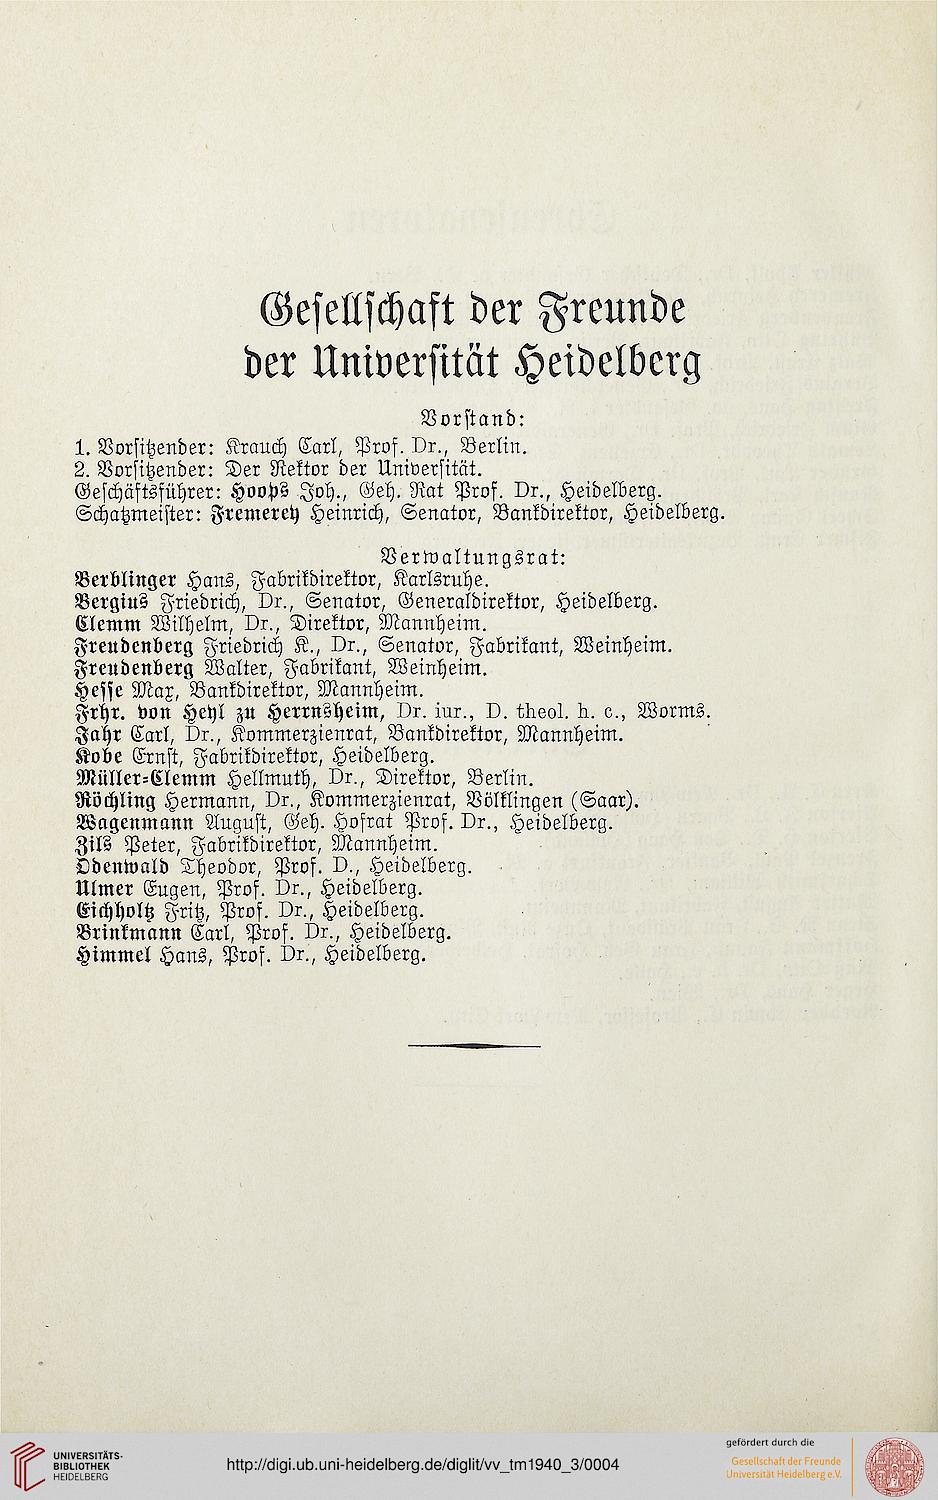 Gesellschaft der Freunde
der Universität Heidelberg
Vorstand:
1. Vorsitzender: Krauch Carl, Prof. Dr., Berlin.
2. Vorsitzender: Der Rektor der Universität.
Geschäftsführer: Hoops Joh., Geh. Rat Prof. Dr., Heidelberg.
Schatzmeister: Fremerey Heinrich, Senator, Bankdirektor, Heidelberg.
Verwaltungsrat:
Berblinger Hans, Fabrikdirektor, Karlsruhe.
Bergius Friedrich, Dr., Senator, Generaldirektor, Heidelberg.
Clemm Wilhelm, Dr., Direktor, Mannheim.
Freudenberg Friedrich K., Dr., Senator, Fabrikant, Weinheim.
Freudenberg Walter, Fabrikant, Weinheim.
Hesse Max, Bankdirektor, Mannheim.
Frhr. von Heyl zu Herrnsheim, Dr. iur., D. theol. h. c., Worms.
Jahr Carl, Dr., Kommerzienrat, Bankdirektor, Mannheim.
Kobe Ernst, Fabrikdirektor, Heidelberg.
Müller-Clemm Hellmuth, Dr., Direktor, Berlin.
Röchling Hermann, Dr., Kommerzienrat, Völklingen (Saar).
Wagenmann August, Geh. Hofrat Prof. Dr., Heidelberg.
Zils Peter, Fabrikdirektor, Mannheim.
Odenwald Theodor, Prof. D., Heidelberg.
Ulmer Eugen, Prof. Dr., Heidelberg.
Eichholtz Fritz, Prof. Dr., Heidelberg.
Brinkmann Carl, Prof. Dr., Heidelberg.
Himmel Hans, Prof. Dr., Heidelberg.
UNIVERSITÄTS-
BIBLIOTHEK
HEIDELBERG
http://digi.ub.uni-heidelberg.de/diglit/vv_tm1940_3/0004
gefördert durch die
Gesellschaft der Freunde
Universität Heidelberg e.V.